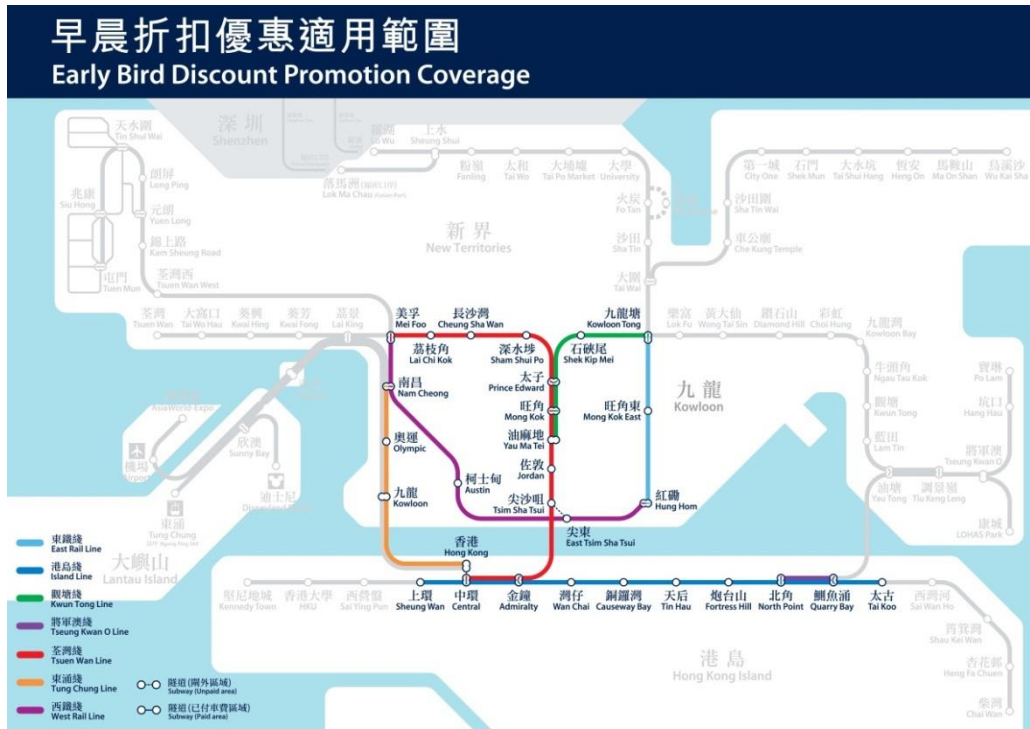 早晨折扣優惠適用範圍
Early Bird Discount Promotion Coverage
深圳
Shenzhen
天水圍
Tin Shui Wai
朗屏
Long Ping
兆康
Siu Hong
元朗
Yuen Long
錦上路
Kam Sheung Road
屯門
Tuen Mun
荃灣西
Tsuen Wan West
羅湖
Lo Wu
上水
Sheung Shui
落馬洲
Lok Ma Chau
粉嶺
Fanling
太和
Tai Wo
大埔墟
Tai Po Market
大學
University
火炭
Fo Tan
沙田
Sha Tin
大圍
Tai Wai
新界
New Territories
第一城
City One
石門
Shek Mun
大水坑
Tai Shui Hang
恆安
Heng On
馬鞍山
Ma On Shan
烏溪沙
Wu Kai Sha
沙田圍
Sha Tin Wai
車公廟
Che Kung Temple
荃灣
Tsuen Wan
大窩口
Tai Wo Hau
葵興
Kwai Hing
葵芳
Kwai Fong
荔景
Lai King
美孚
Mei Foo
長沙灣
Cheung Sha Wan
九龍塘
Kowloon Tong
樂富
Lok Fu
黃大仙
Wong Tai Sin
鑽石山
Diamond Hill
彩虹
Choi Hung
九龍灣
Kowloon Bay
荔枝角
Lai Chi Kok
深水埗
Sham Shui Po
石硤尾
Shek Kip Mei
牛頭角
Ngau Tau Kok
寶琳
Po Lam
南昌
Nam Cheong
太子
Prince Edward
九龍
Kowloon
觀塘
Kwun Tong
坑口
Hang Hau
旺角
Mong Kok
旺角東
Mong Kok East
奧運
Olympic
油麻地
Yau Ma Tei
藍田
Lam Tin
將軍澳
Tseung Kwan O
佐敦
Jordan
柯士甸
Austin
九龍
Kowloon
尖沙咀
Tsim Sha Tsui
紅磡
Hung Hom
油塘
Yau Tong
調景嶺
Tiu Keng Leng
康城
LOHAS Park
尖東
East Tsim Sha Tsui
AsiaWorld-Expo
機場
Airport
欣澳
Sunny Bay
迪士尼
東涌
Tung Chung
大嶼山
Lantau Island
香港
Hong Kong
堅尼地城
Kennedy Town
香港大學
HKU
西營盤
Sai Ying Pun
上環
Sheung Wan
中環
Central
金鐘
Admiralty
灣仔
Wan Chai
銅鑼灣
Causeway Bay
天后
Tin Hau
炮台山
Fortress Hill
北角
North Point
鰂魚涌
Quarry Bay
太古
Tai Koo
西灣河
Sai Wan Ho
筲箕灣
Shau Kei Wan
杏花邨
Heng Fa Chuen
柴灣
Chai Wan
港島
Hong Kong Island
東鐵綫
East Rail Line
港島綫
Island Line
觀塘綫
Kwun Tong Line
將軍澳綫
Tseung Kwan O Line
荃灣綫
Tsuen Wan Line
東涌綫
Tung Chung Line
西鐵綫
West Rail Line
隧道(閘外區域)
Subway (Unpaid area)
隧道(已付車費區域)
Subway (Paid area)